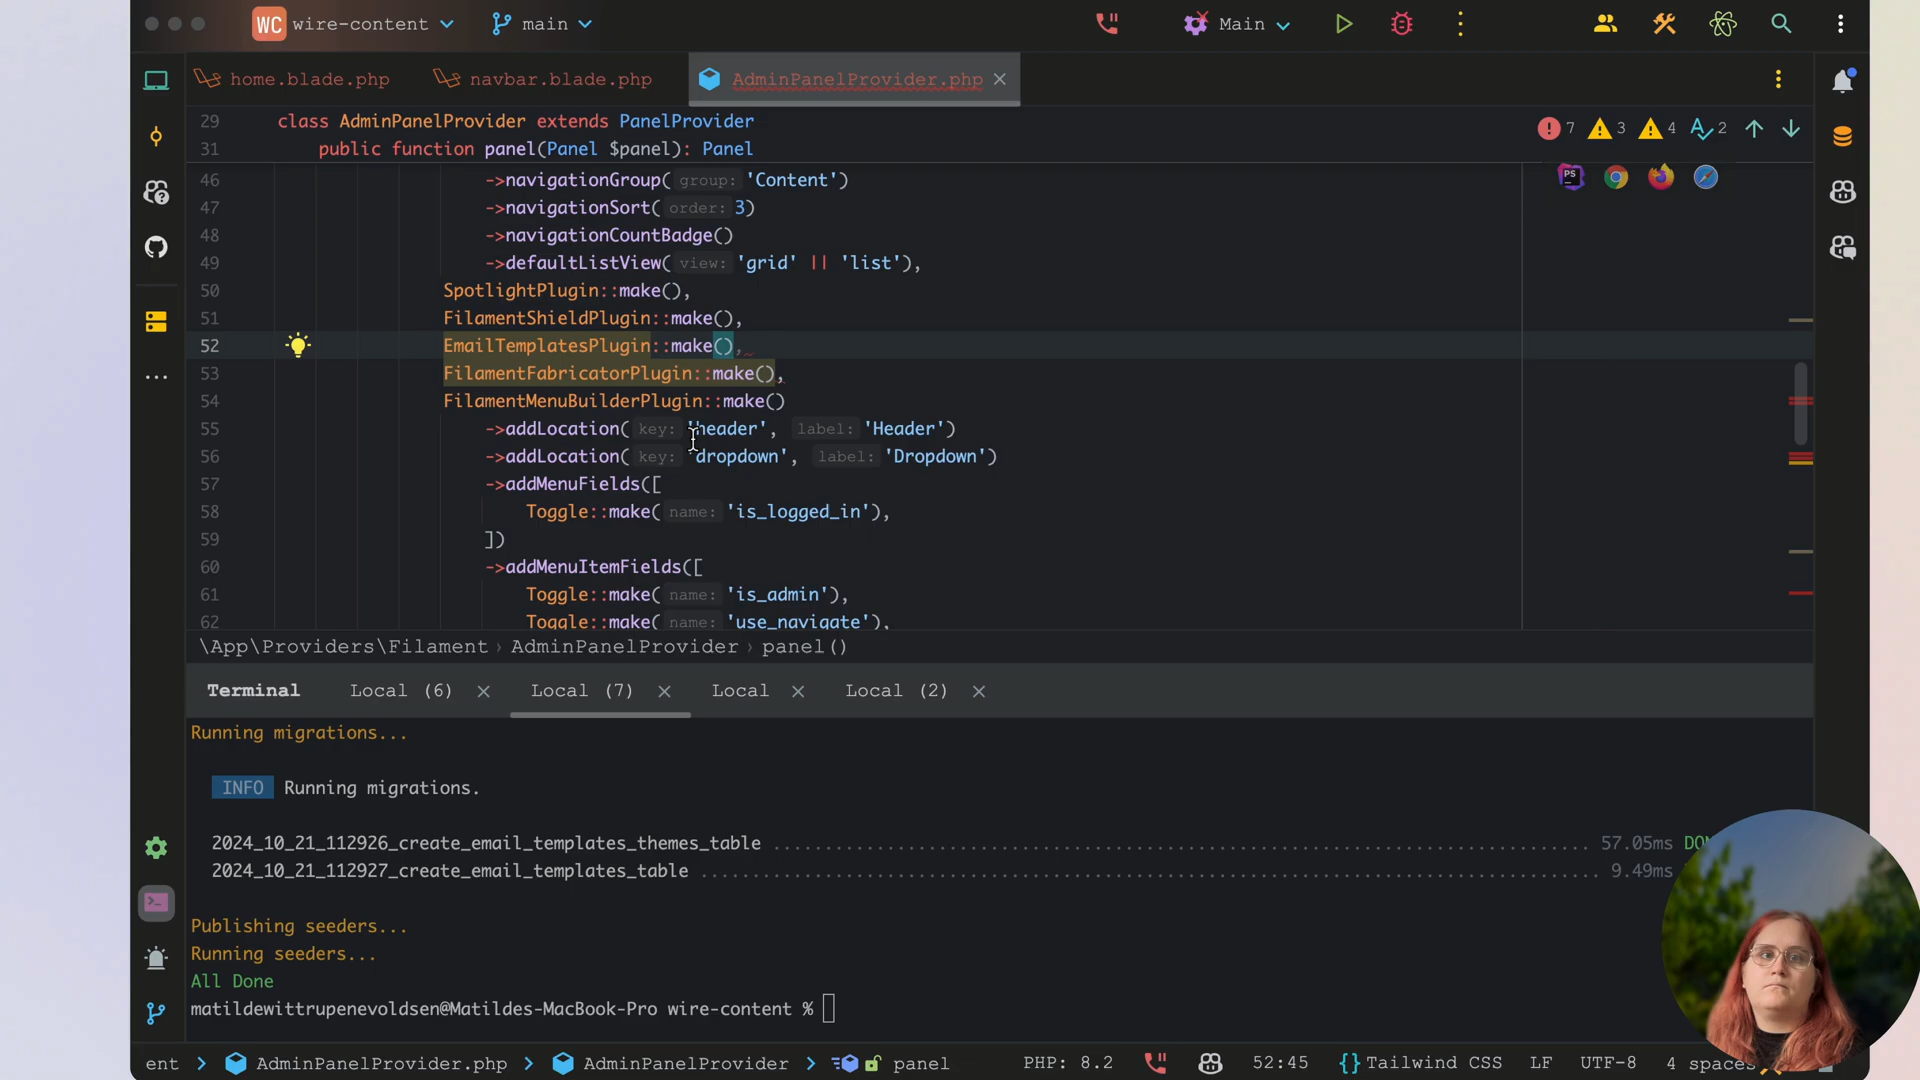 WC wire-content main Main
home.blade.php navbar.blade.php AdminPanelProvider.php
29 class AdminPanelProvider extends PanelProvider
31 public function panel(Panel $panel): Panel
7 3 4 2
46 ->navigationGroup( group: 'Content')
47 ->navigationSort( order: 3)
48 ->navigationCountBadge()
49 ->defaultListView( view: 'grid' || 'list'),
50 SpotlightPlugin::make(),
51 FilamentShieldPlugin::make(),
52 EmailTemplatesPlugin::make(),
53 FilamentFabricatorPlugin::make(),
54 FilamentMenuBuilderPlugin::make()
55 ->addLocation( key: 'header', label: 'Header')
56 ->addLocation( key: 'dropdown', label: 'Dropdown')
57 ->addMenuFields([
58 Toggle::make( name: 'is_logged_in'),
59 ])
60 ->addMenuItemFields([
61 Toggle::make( name: 'is_admin'),
62 Toggle::make( name: 'use_navigate'),
\App\Providers\Filament › AdminPanelProvider › panel()
Terminal Local (6) Local (7) Local Local (2)
Running migrations...
INFO Running migrations.
2024_10_21_112926_create_email_templates_themes_table ............................................................................... 57.05ms
2024_10_21_112927_create_email_templates_table ...................................................................................... 9.49ms
Publishing seeders...
Running seeders...
All Done
matildewittrupenevoldsen@Matildes-MacBook-Pro wire-content %
ent › AdminPanelProvider.php › AdminPanelProvider › panel PHP: 8.2 52:45 {} Tailwind CSS LF UTF-8 4 spaces